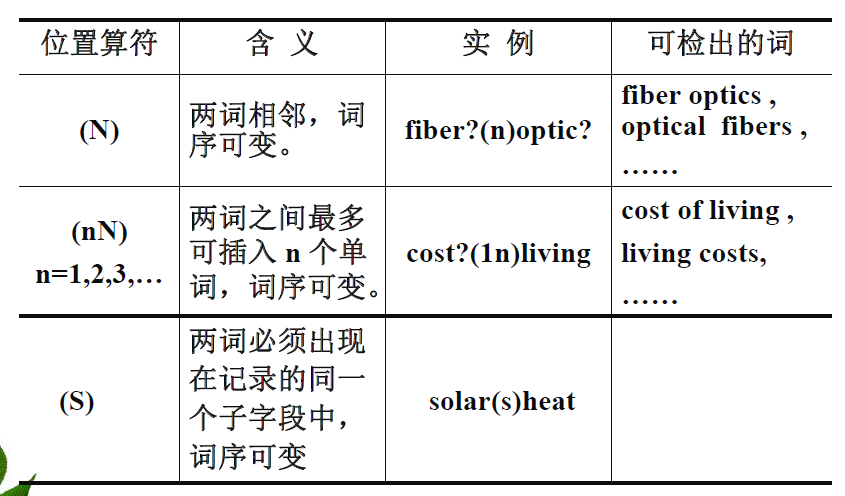 位置算符 含 义 实 例 可检出的词
(N)
两词相邻，词
序可变。
fiber?(n)optic?
fiber optics ,
optical fibers ,
……
(nN)
n=1,2,3,…
两词之间最多
可插入 n 个单
词，词序可变。
cost?(1n)living
cost of living ,
living costs,
……
(S)
两词必须出现
在记录的同一
个子字段中，
词序可变
solar(s)heat